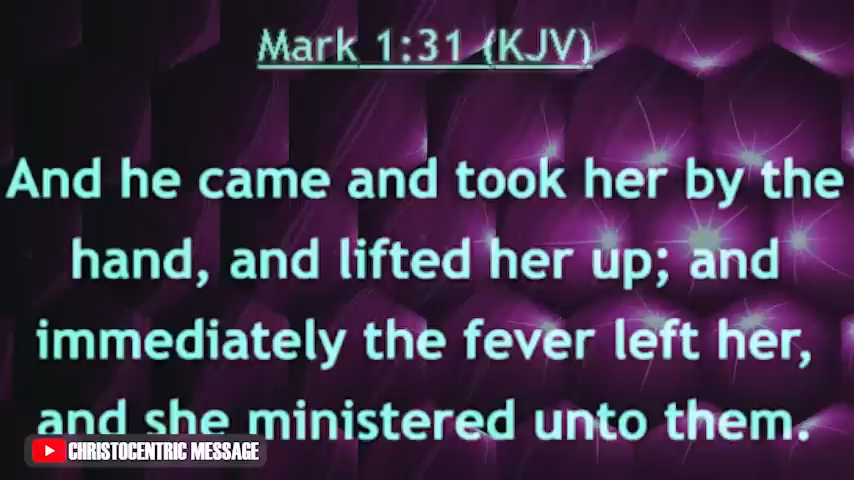 Mark 1:31 (KJV)
And he came and took her by the
hand, and lifted her up; and
immediately the fever left her,
and she ministered unto them.
CHRISTOCENTRIC MESSAGE